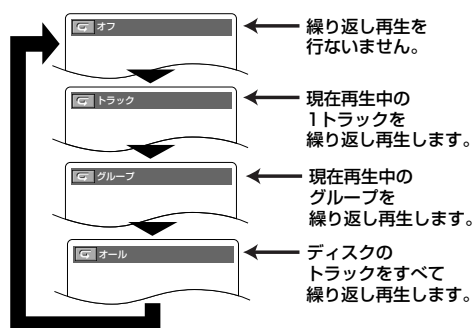 オフ
繰り返し再生を
行ないません。
トラック
現在再生中の
1トラックを
繰り返し再生します。
グループ
現在再生中の
グループを
繰り返し再生します。
オール
ディスクの
トラックをすべて
繰り返し再生します。